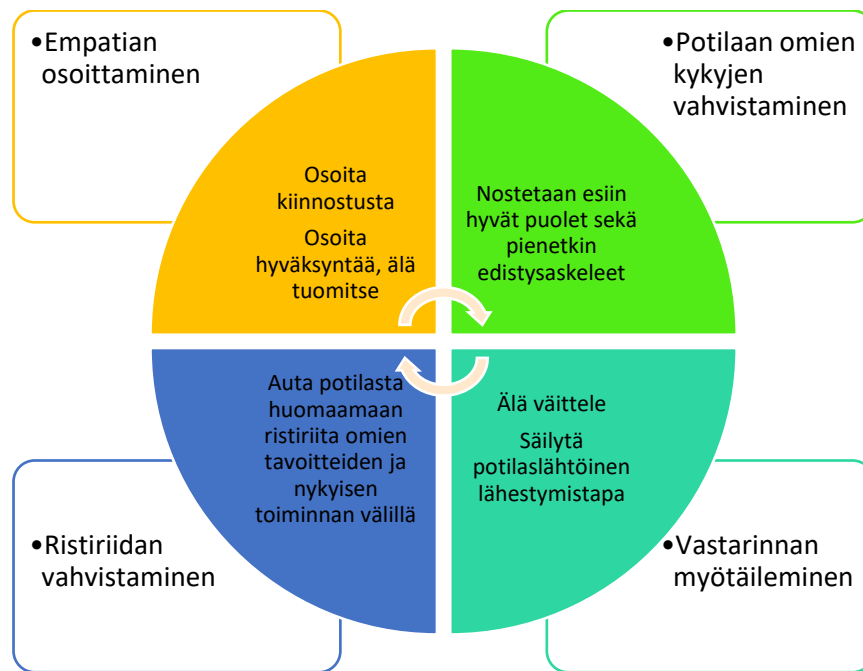 •Empatian
osoittaminen
Osoita
kiinnostusta
Osoita
hyväksyntää, älä
tuomitse
•Potilaan omien
kykyjen
vahvistaminen
Nostetaan esiin
hyvät puolet sekä
pienetkin
edistysaskeleet
•Ristiriidan
vahvistaminen
Auta potilasta
huomaamaan
ristiriita omien
tavoitteiden ja
nykyisen
toiminnan välillä
Älä väittele
Säilytä
potilaslähtöinen
lähestymistapa
•Vastarinnan
myötäileminen